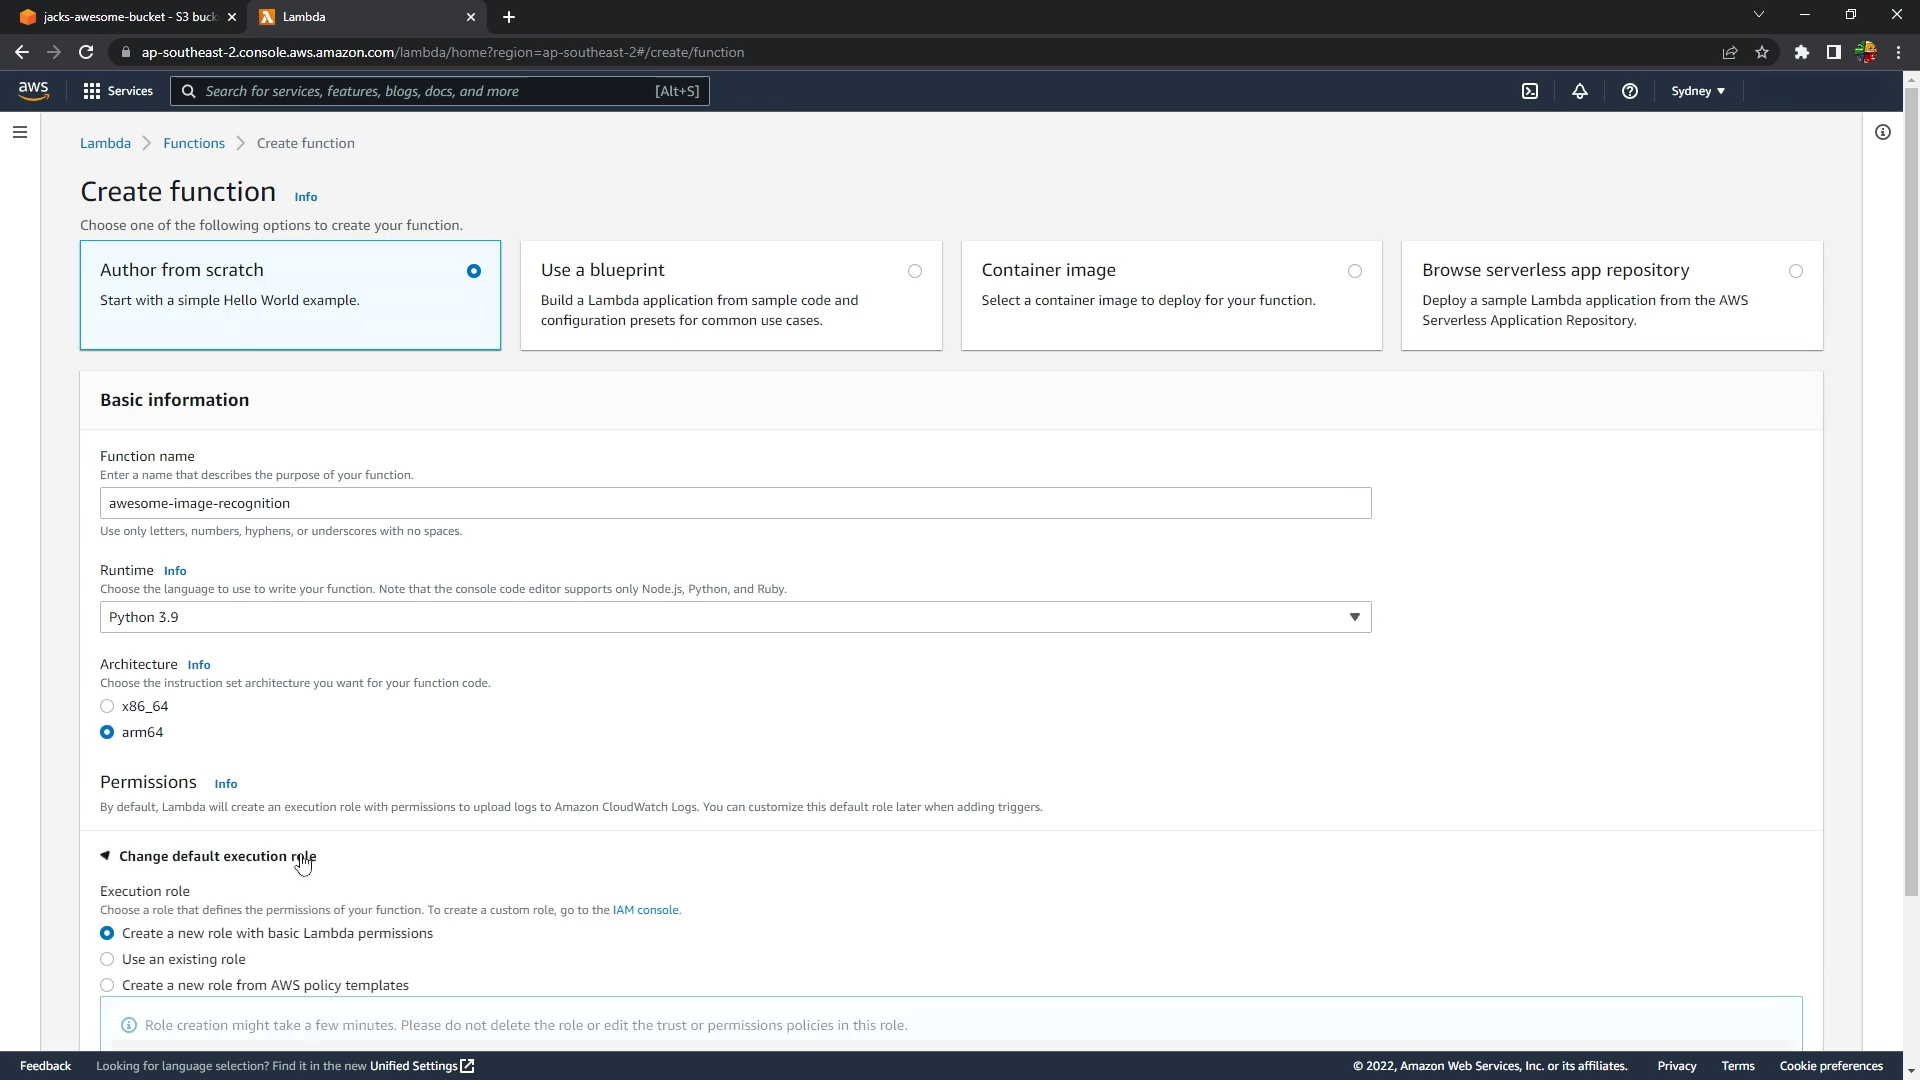 jacks-awesome-bucket - S3 buck
Lambda
ap-southeast-2.console.aws.amazon.com/lambda/home?region=ap-southeast-2#/create/function
aws
Services
Search for services, features, blogs, docs, and more
[Alt+S]
Sydney
Lambda
Functions
Create function
Create function Info
Choose one of the following options to create your function.
Author from scratch
Start with a simple Hello World example.
Use a blueprint
Build a Lambda application from sample code and
configuration presets for common use cases.
Container image
Select a container image to deploy for your function.
Browse serverless app repository
Deploy a sample Lambda application from the AWS
Serverless Application Repository.
Basic information
Function name
Enter a name that describes the purpose of your function.
awesome-image-recognition
Use only letters, numbers, hyphens, or underscores with no spaces.
Runtime Info
Choose the language to use to write your function. Note that the console code editor supports only Node.js, Python, and Ruby.
Python 3.9
Architecture Info
Choose the instruction set architecture you want for your function code.
x86_64
arm64
Permissions Info
By default, Lambda will create an execution role with permissions to upload logs to Amazon CloudWatch Logs. You can customize this default role later when adding triggers.
Change default execution role
Execution role
Choose a role that defines the permissions of your function. To create a custom role, go to the IAM console.
Create a new role with basic Lambda permissions
Use an existing role
Create a new role from AWS policy templates
Role creation might take a few minutes. Please do not delete the role or edit the trust or permissions policies in this role.
Feedback
Looking for language selection? Find it in the new Unified Settings
© 2022, Amazon Web Services, Inc. or its affiliates.
Privacy
Terms
Cookie preferences